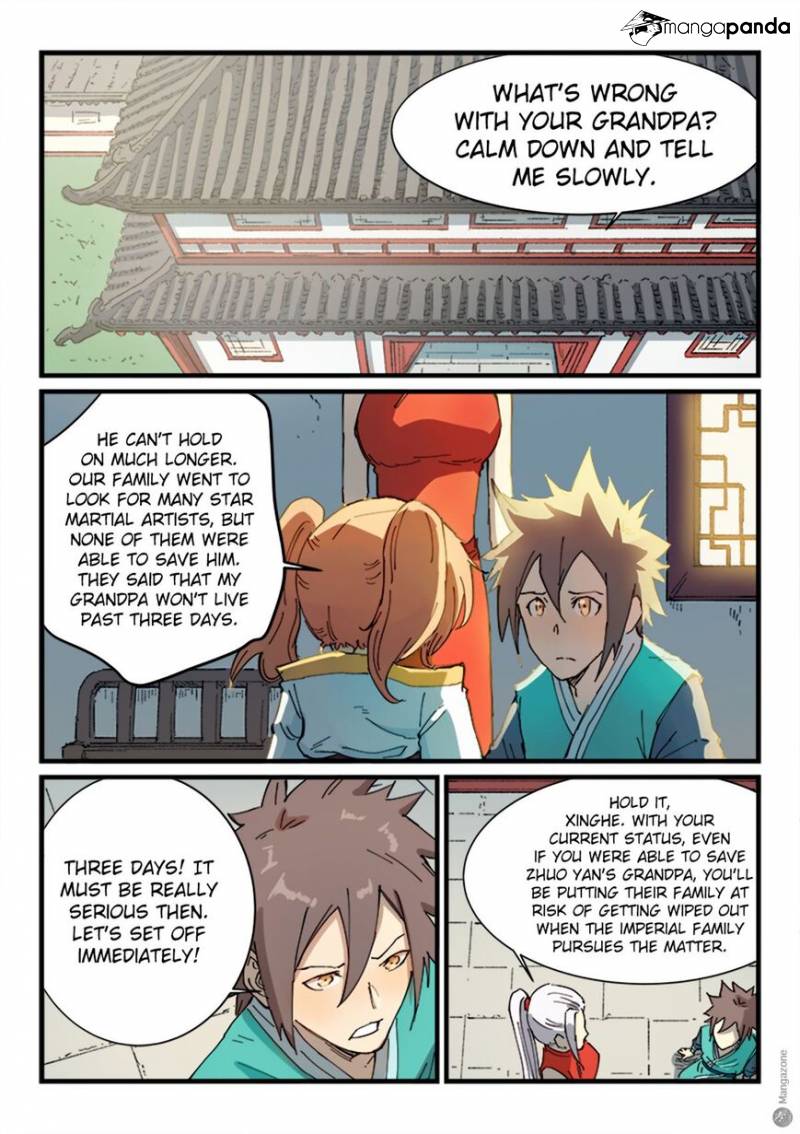 mangapanda
WHAT'S WRONG
WITH YOUR GRANDPA?
CALM DOWN AND TELL
ME SLOWLY.
HE CAN'T HOLD
ON MUCH LONGER.
OUR FAMILY WENT TO
LOOK FOR MANY STAR
MARTIAL ARTISTS, BUT
NONE OF THEM WERE
ABLE TO SAVE HIM.
THEY SAID THAT MY
GRANDPA WON'T LIVE
PAST THREE DAYS.
THREE DAYS! IT
MUST BE REALLY
SERIOUS THEN.
LET'S SET OFF
IMMEDIATELY!
HOLD IT,
XINGHE. WITH YOUR
CURRENT STATUS, EVEN
IF YOU WERE ABLE TO SAVE
ZHUO YAN'S GRANDPA, YOU'LL
BE PUTTING THEIR FAMILY AT
RISK OF GETTING WIPED OUT
WHEN THE IMPERIAL FAMILY
PURSUES THE MATTER.
Mangazone